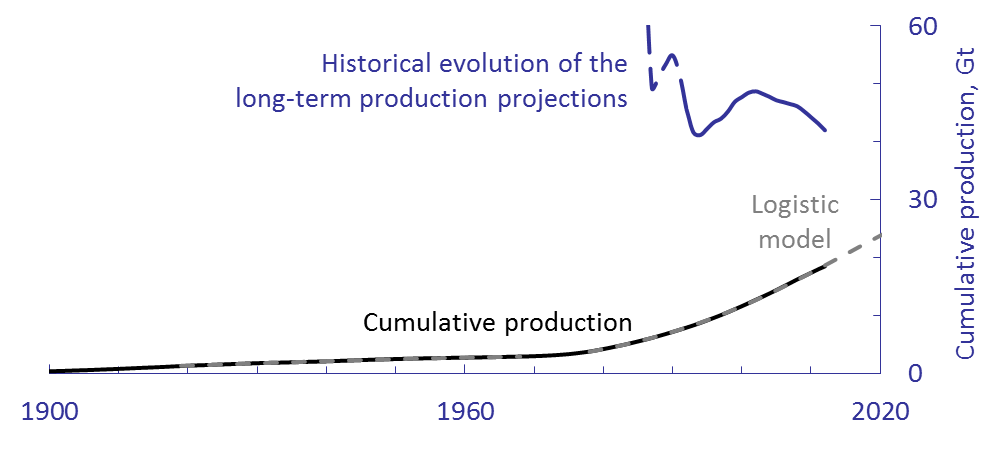 60
Historical evolution of the
long-term production projections
Cumulative production, Gt
30
Logistic
model
Cumulative production
0
1900
1960
2020